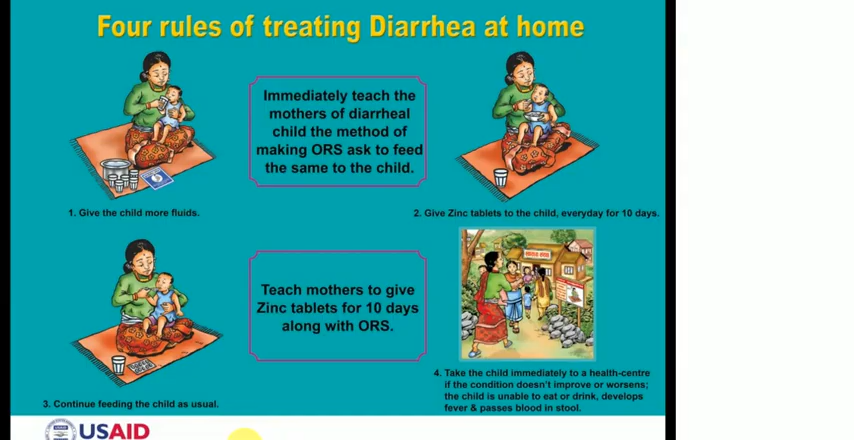 Four rules of treating Diarrhea at home
Immediately teach the
mothers of diarrheal
child the method of
making ORS ask to feed
the same to the child.
1. Give the child more fluids.
2. Give Zinc tablets to the child, everyday for 10 days.
Teach mothers to give
Zinc tablets for 10 days
along with ORS.
3. Continue feeding the child as usual.
4. Take the child immediately to a health-centre
if the condition doesn't improve or worsens;
the child is unable to eat or drink, develops
fever & passes blood in stool.
USAID